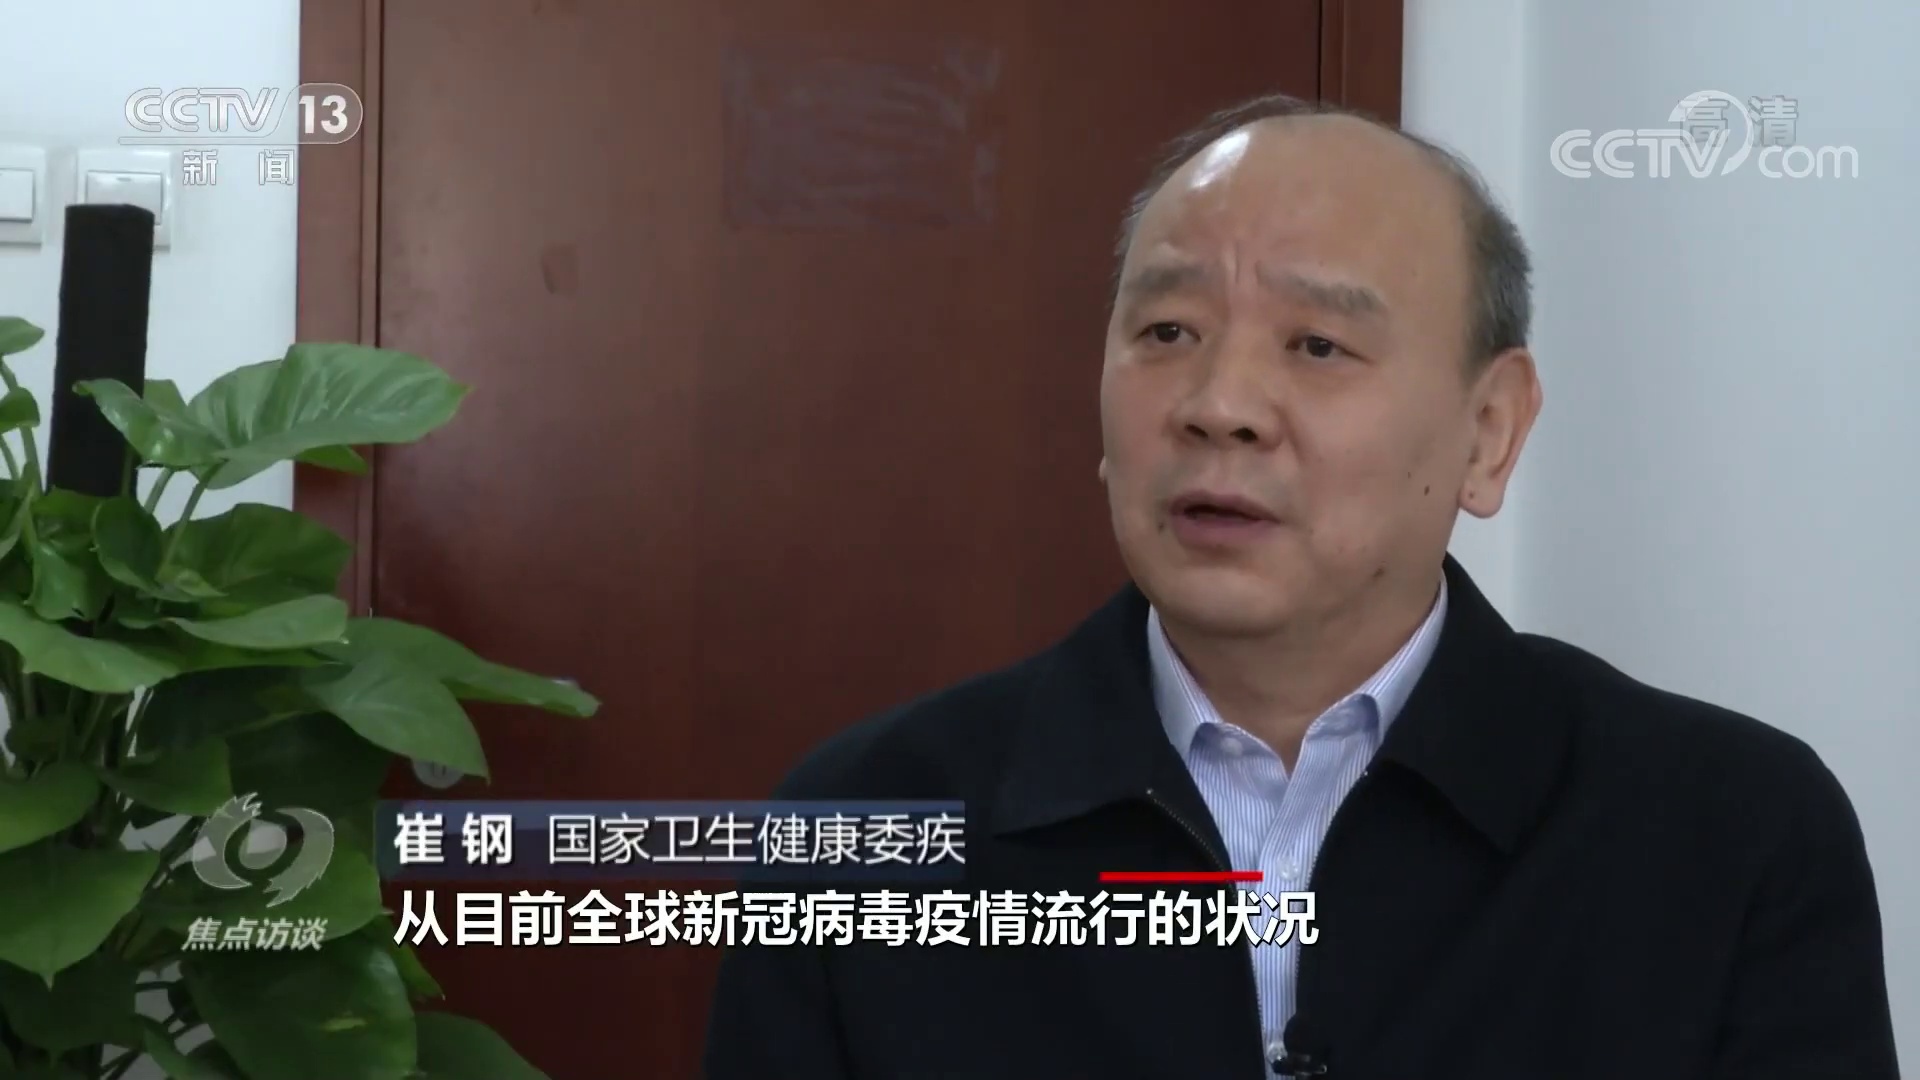 CCTV 13
新闻
高清
CCTV.com
崔钢 国家卫生健康委疾
从目前全球新冠病毒疫情流行的状况
焦点访谈